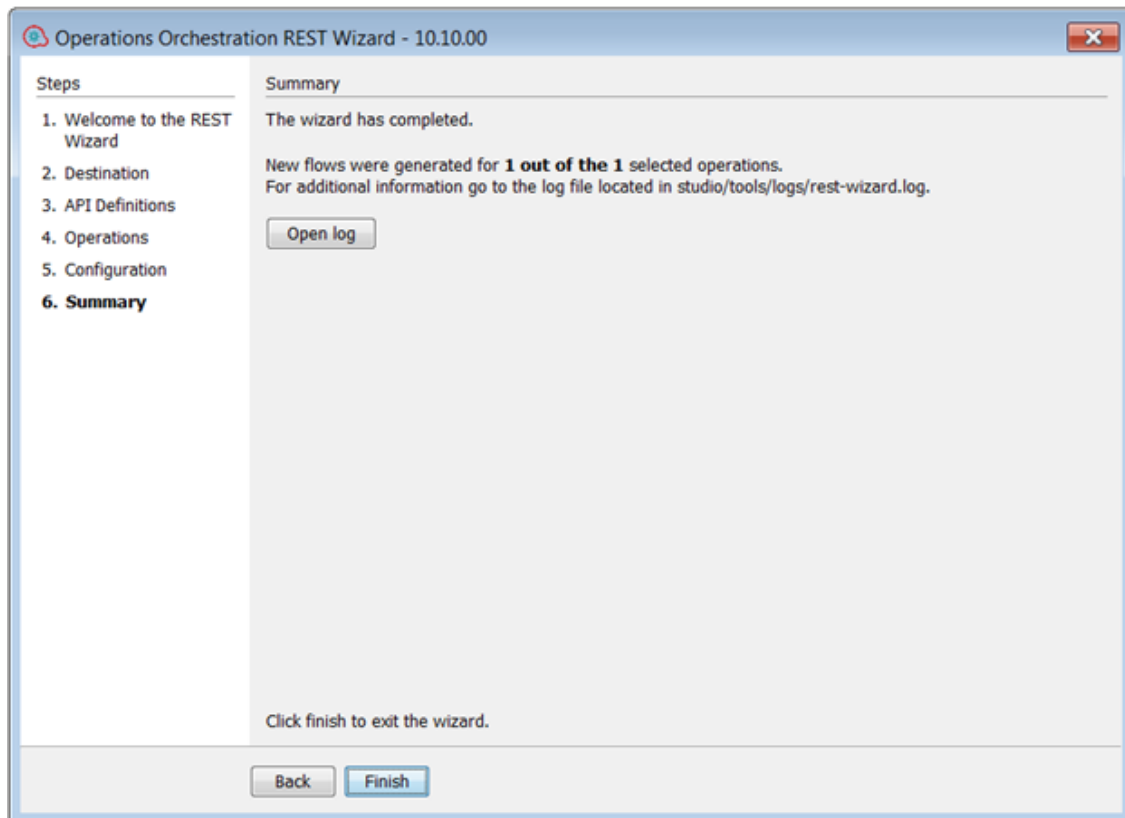 Operations Orchestration REST Wizard - 10.10.00
Steps
1. Welcome to the REST
Wizard
2. Destination
3. API Definitions
4. Operations
5. Configuration
6. Summary
Summary
The wizard has completed.
New flows were generated for 1 out of the 1 selected operations.
For additional information go to the log file located in studio/tools/logs/rest-wizard.log.
Open log
Click finish to exit the wizard.
Back
Finish